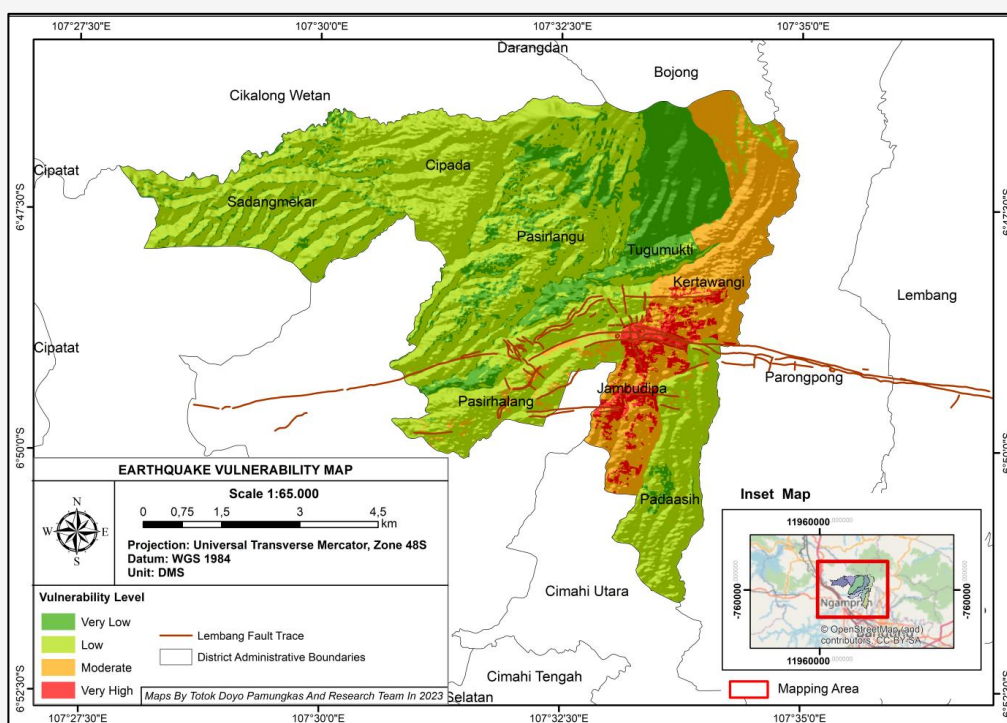 107°27'30"E 107°30'0"E 107°32'30"E 107°35'0"E
Darangdan
Bojong
Cikalong Wetan
Cipatat
Cipada
Sadangmekar
6°47'30"S
6°47'30"S
Pasirlangu
Tugumukti
Kertawangi
Lembang
Cipatat
Parongpong
Jambudipa
Pasirhalang
6°50'0"S
6°50'0"S
Padaasih
Cimahi Utara
Cimahi Tengah
Selatan
EARTHQUAKE VULNERABILITY MAP
N
W E
S
Scale 1:65.000
0 0,75 1,5 3 4,5
km
Projection: Universal Transverse Mercator, Zone 48S
Datum: WGS 1984
Unit: DMS
Vulnerability Level
Very Low
Low
Moderate
Very High
Lembang Fault Trace
District Administrative Boundaries
Maps By Totok Doyo Pamungkas And Research Team In 2023
Inset Map
11960000
-760000
-760000
Ngamprah
© OpenStreetMap (and)
contributors, CC-BY-SA
11960000
Mapping Area
6°52'30"S
107°27'30"E 107°30'0"E 107°32'30"E 107°35'0"E